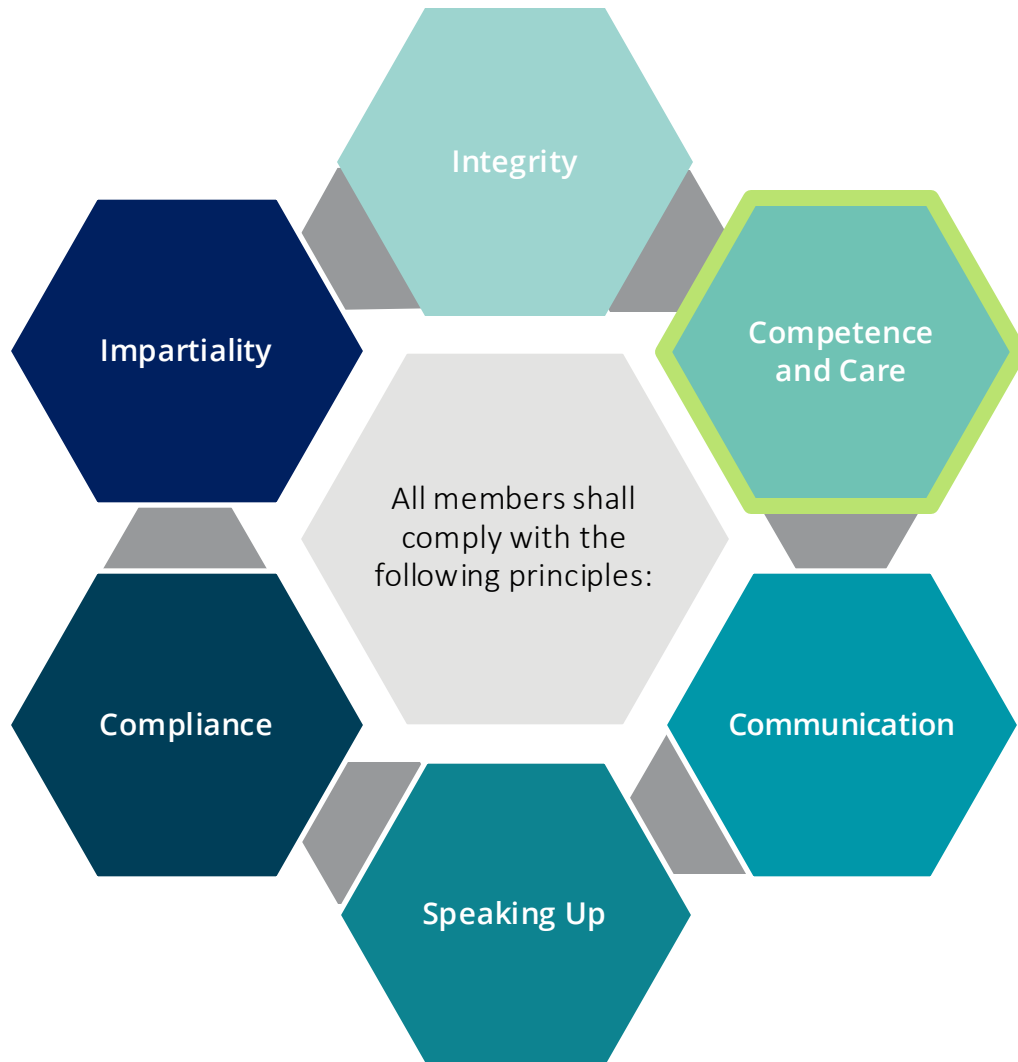 Integrity
Impartiality
Competence
and Care
All members shall
comply with the
following principles:
Compliance
Communication
Speaking Up